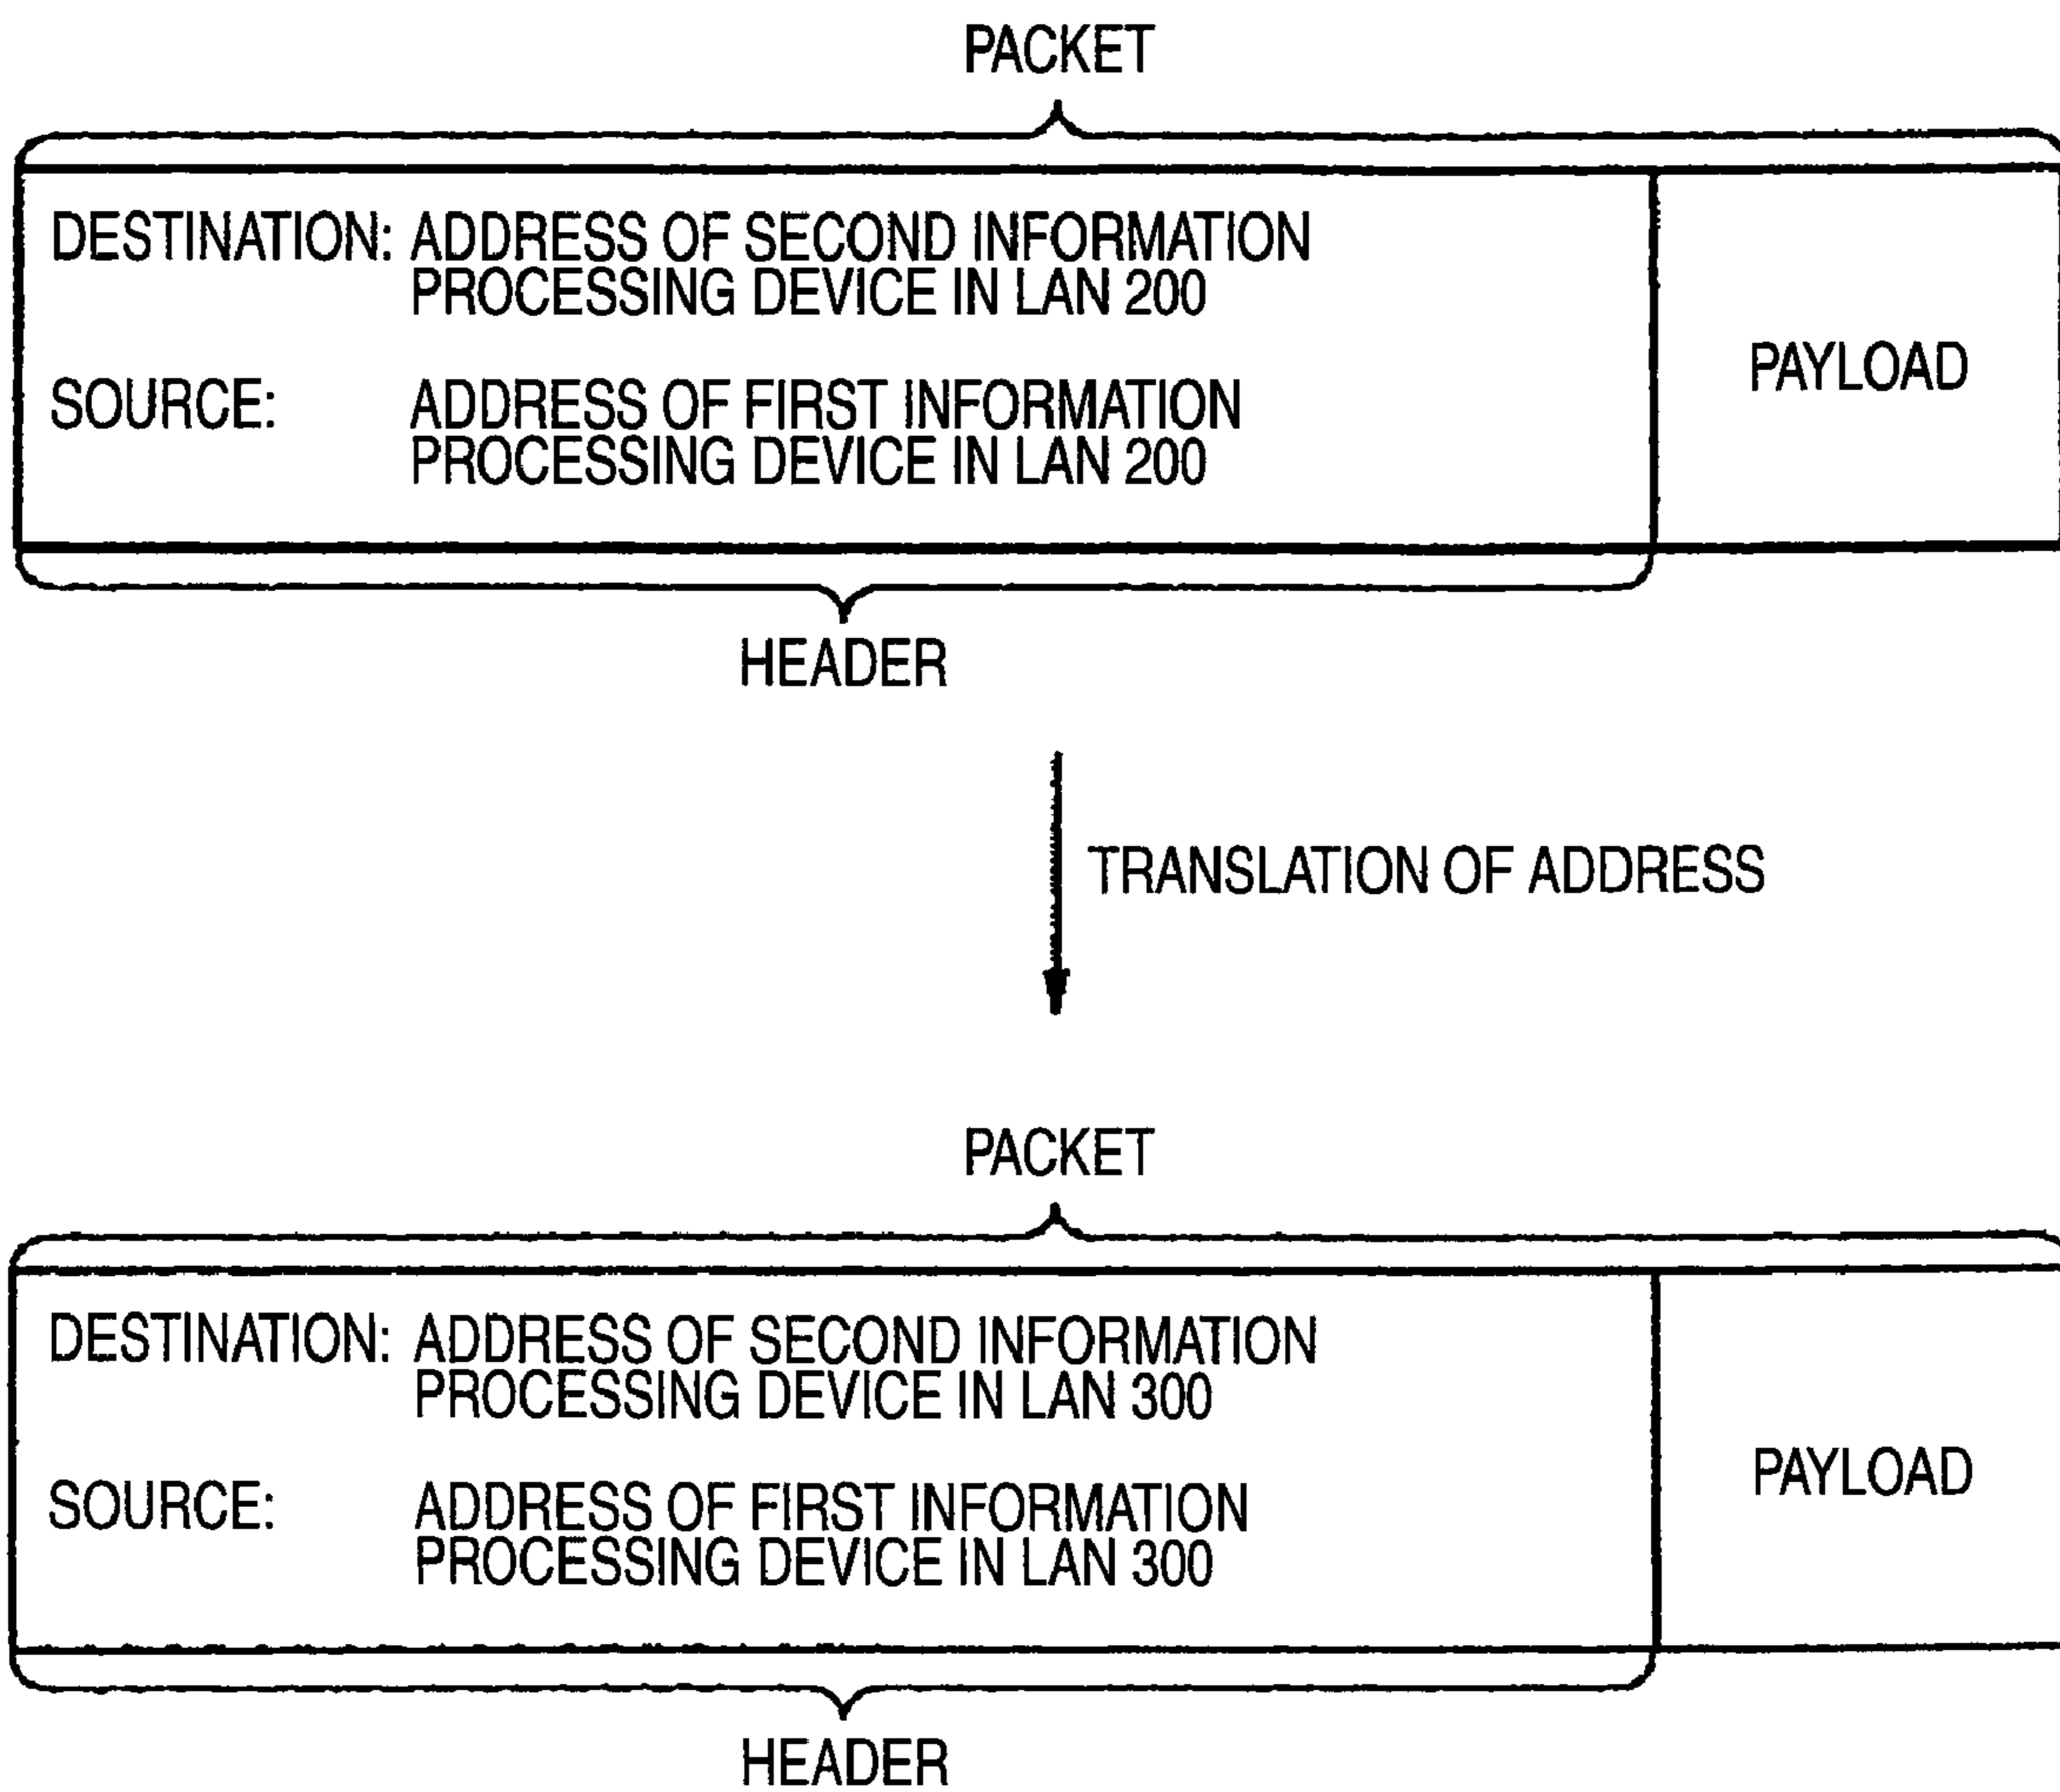 PACKET
DESTINATION: ADDRESS OF SECOND INFORMATION
PROCESSING DEVICE IN LAN 200
PAYLOAD
SOURCE: ADDRESS OF FIRST INFORMATION
PROCESSING DEVICE IN LAN 200
HEADER
TRANSLATION OF ADDRESS
PACKET
DESTINATION: ADDRESS OF SECOND INFORMATION
PROCESSING DEVICE IN LAN 300
PAYLOAD
SOURCE: ADDRESS OF FIRST INFORMATION
PROCESSING DEVICE IN LAN 300
HEADER